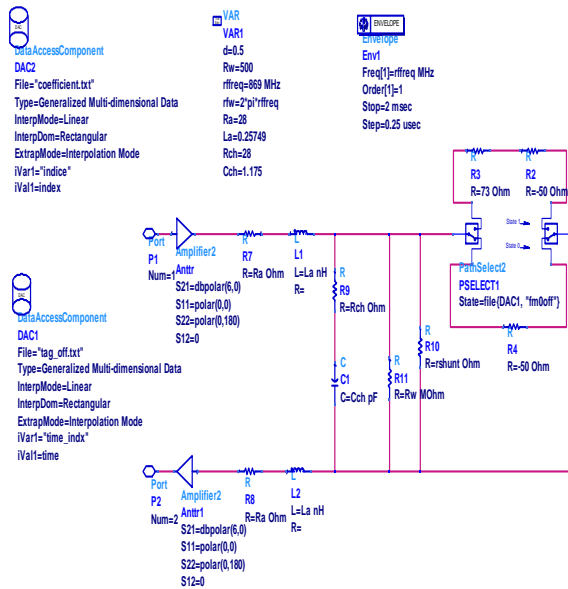 DAC
DataAccessComponent
DAC2
File="coefficient.txt"
Type=Generalized Multi-dimensional Data
InterpMode=Linear
InterpDom=Rectangular
ExtrapMode=Interpolation Mode
iVar1="indice"
iVal1=index
VAR
VAR1
d=0.5
Rw=500
rffreq=869 MHz
rfw=2*pi*rffreq
Ra=28
La=0.25749
Rch=28
Cch=1.175
ENVELOPE
Envelope
Env1
Freq[1]=rffreq MHz
Order[1]=1
Stop=2 msec
Step=0.25 usec
R
R3
R=73 Ohm
R
R2
R=-50 Ohm
State 1
State 0
PathSelect2
PSELECT1
State=file{DAC1, "fm0off"}
R
R4
R=-50 Ohm
Port
P1
Num=1
Amplifier2
Anttr
S21=dbpolar(6,0)
S11=polar(0,0)
S22=polar(0,180)
S12=0
R
R7
R=Ra Ohm
L
L1
L=La nH
R=
R
R9
R=Rch Ohm
C
C1
C=Cch pF
R
R11
R=Rw MOhm
R
R10
R=rshunt Ohm
DAC
DataAccessComponent
DAC1
File="tag_off.txt"
Type=Generalized Multi-dimensional Data
InterpMode=Linear
InterpDom=Rectangular
ExtrapMode=Interpolation Mode
iVar1="time_indx"
iVal1=time
Port
P2
Num=2
Amplifier2
Anttr1
S21=dbpolar(6,0)
S11=polar(0,0)
S22=polar(0,180)
S12=0
R
R8
R=Ra Ohm
L
L2
L=La nH
R=